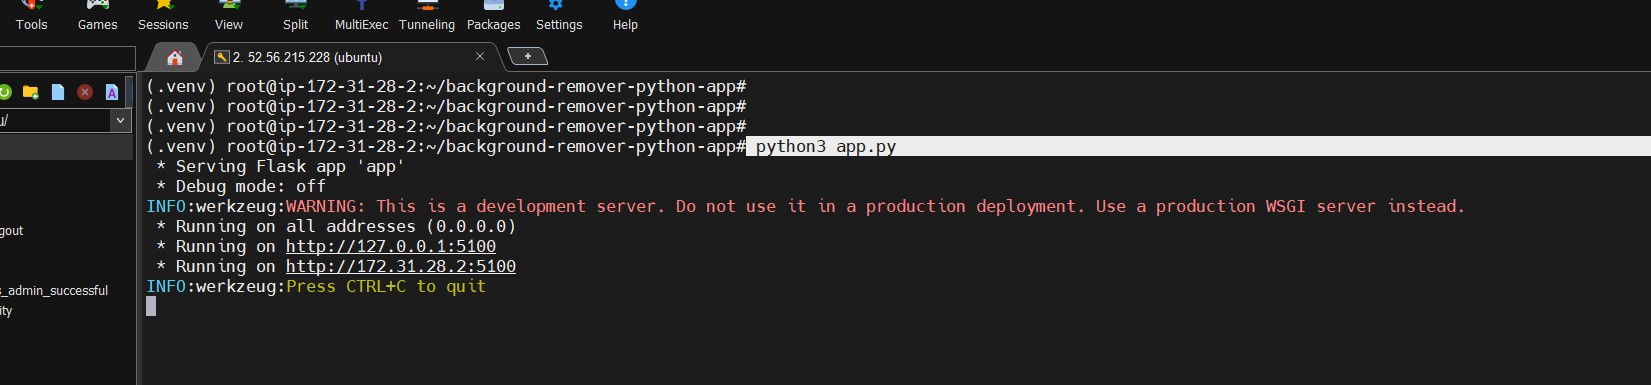 Tools Games Sessions View Split MultiExec Tunneling Packages Settings Help
2. 52.56.215.228 (ubuntu)
(.venv) root@ip-172-31-28-2:~/background-remover-python-app#
(.venv) root@ip-172-31-28-2:~/background-remover-python-app#
(.venv) root@ip-172-31-28-2:~/background-remover-python-app#
(.venv) root@ip-172-31-28-2:~/background-remover-python-app# python3 app.py
* Serving Flask app 'app'
* Debug mode: off
INFO:werkzeug:WARNING: This is a development server. Do not use it in a production deployment. Use a production WSGI server instead.
* Running on all addresses (0.0.0.0)
* Running on http://127.0.0.1:5100
* Running on http://172.31.28.2:5100
INFO:werkzeug:Press CTRL+C to quit
u/
gout
s_admin_successful
ity